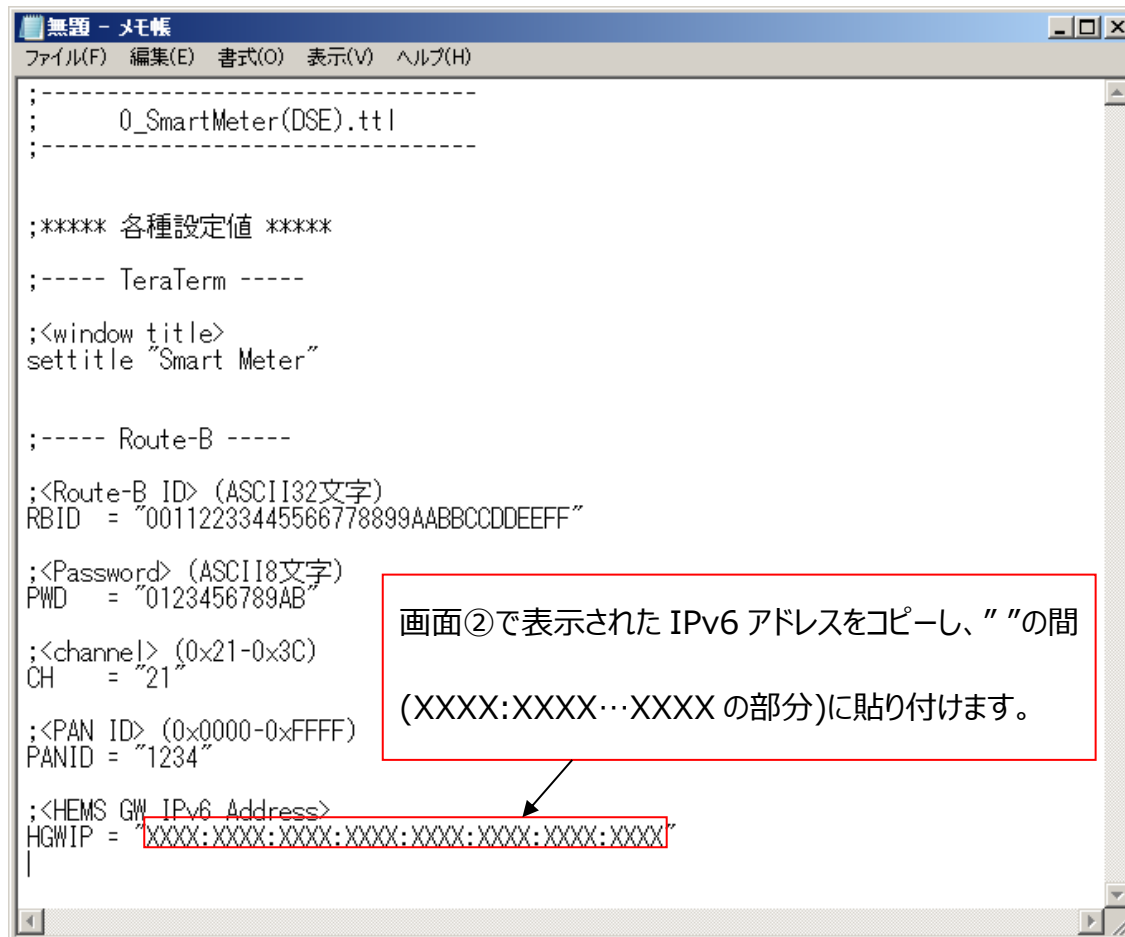 無題 - メモ帳
ファイル(F) 編集(E) 書式(O) 表示(V) ヘルプ(H)
;---------------------------------
;      0_SmartMeter(DSE).ttl
;---------------------------------
;***** 各種設定値 *****
;----- TeraTerm -----
;<window title>
settitle "Smart Meter"
;----- Route-B -----
;<Route-B ID> (ASCII32文字)
RBID  = "00112233445566778899AABBCCDDEEFF"
;<Password> (ASCII8文字)
PWD   = "0123456789AB"
;<channel> (0x21-0x3C)
CH    = "21"
;<PAN ID> (0x0000-0xFFFF)
PANID = "1234"
画面②で表示された IPv6 アドレスをコピーし、" "の間
(XXXX:XXXX…XXXX の部分)に貼り付けます。
;<HEMS GW IPv6 Address>
HGWIP = "XXXX:XXXX:XXXX:XXXX:XXXX:XXXX:XXXX:XXXX"